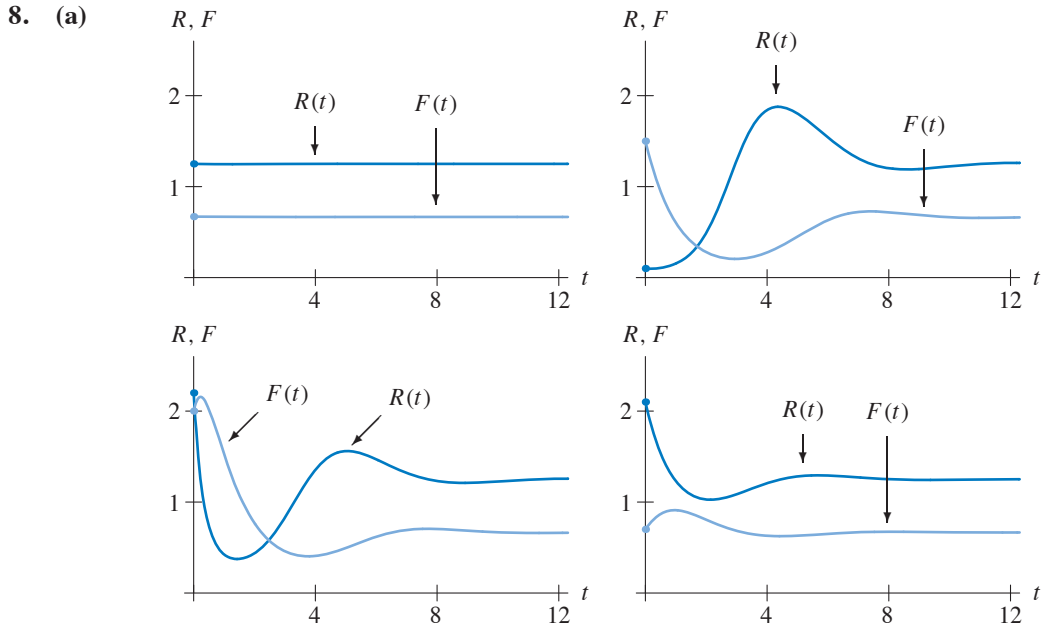 8. (a)
R, F R, F
R(t)
2 R(t) F(t) 2
F(t)
1 1
t t
4 8 12 4 8 12
R, F R, F
F(t) R(t) R(t) F(t)
2 2
1 1
t t
4 8 12 4 8 12